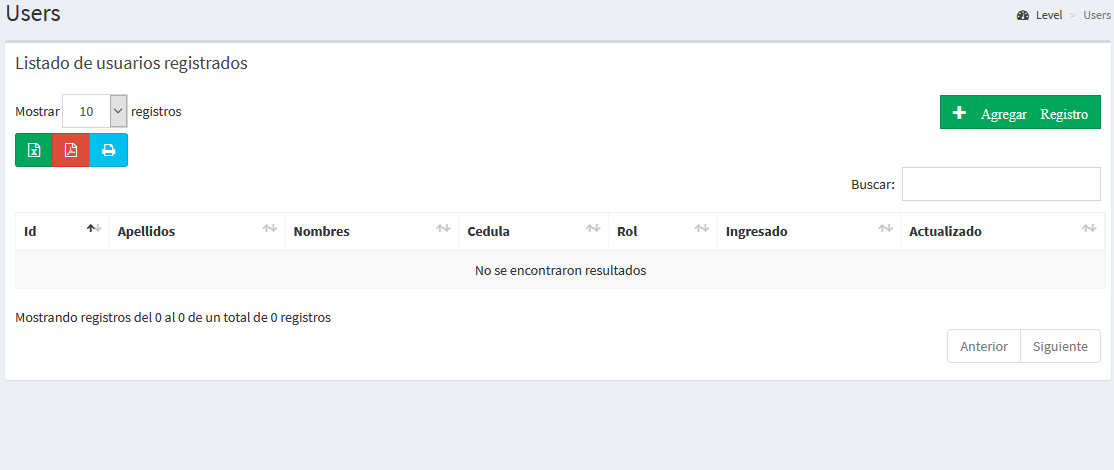 Users
Level > Users
Listado de usuarios registrados
Mostrar 10 registros
Agregar Registro
Buscar:
Id Apellidos Nombres Cedula Rol Ingresado Actualizado
No se encontraron resultados
Mostrando registros del 0 al 0 de un total de 0 registros
Anterior Siguiente